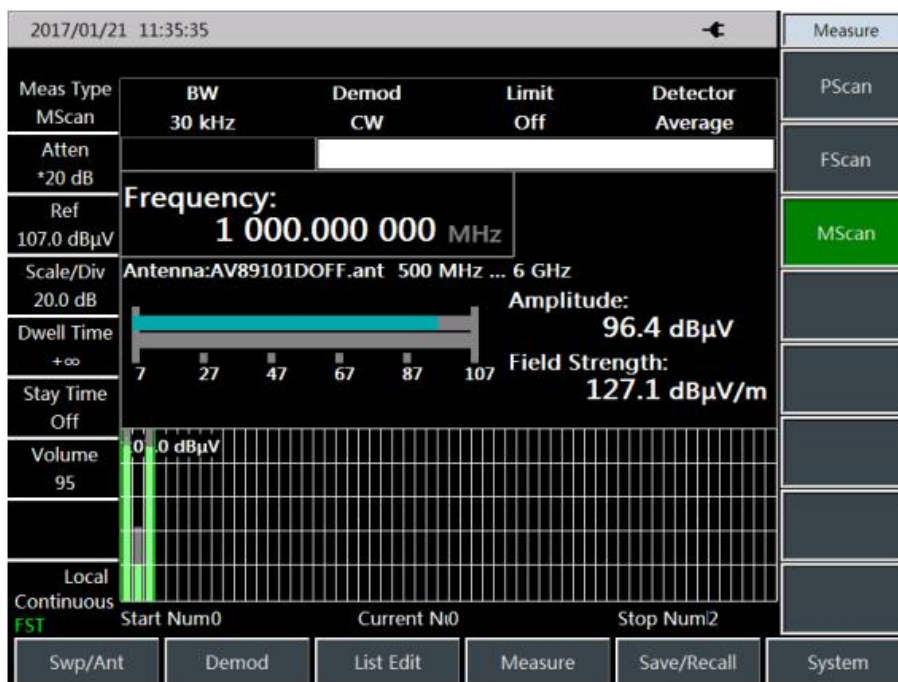 2017/01/21 11:35:35
Measure
Meas Type
MScan
BW
30 kHz
Demod
CW
Limit
Off
Detector
Average
PScan
Atten
*20 dB
FScan
Ref
107.0 dBμV
Frequency:
1 000.000 000 MHz
MScan
Scale/Div
20.0 dB
Antenna:AV89101DOFF.ant 500 MHz ... 6 GHz
Amplitude:
96.4 dBμV
Dwell Time
+∞
7 27 47 67 87 107
Field Strength:
127.1 dBμV/m
Stay Time
Off
Volume
95
.0 dBμV
Local
Continuous
FST
Start Num0
Current Nu0
Stop Num2
Swp/Ant
Demod
List Edit
Measure
Save/Recall
System